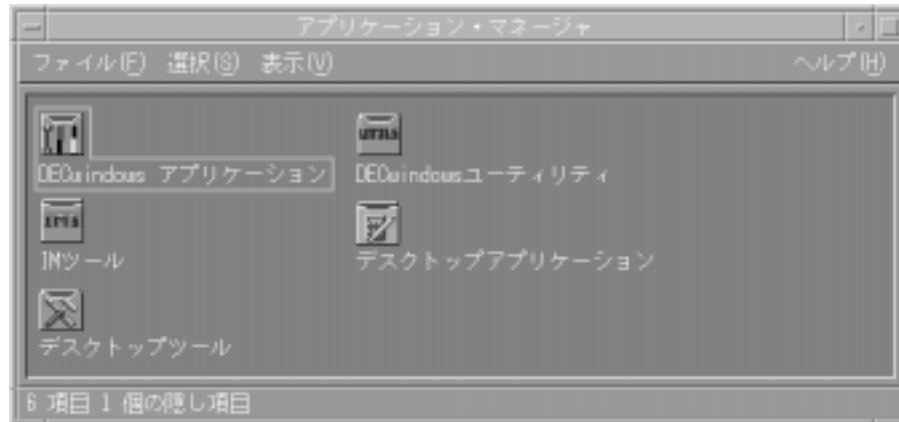 アプリケーション・マネージャ
ファイル(F) 選択(S) 表示(V) ヘルプ(H)
UTILS
DECwindows アプリケーション DECwindowsユーティリティ
IMツール デスクトップアプリケーション
デスクトップツール
6 項目 1 個の隠し項目